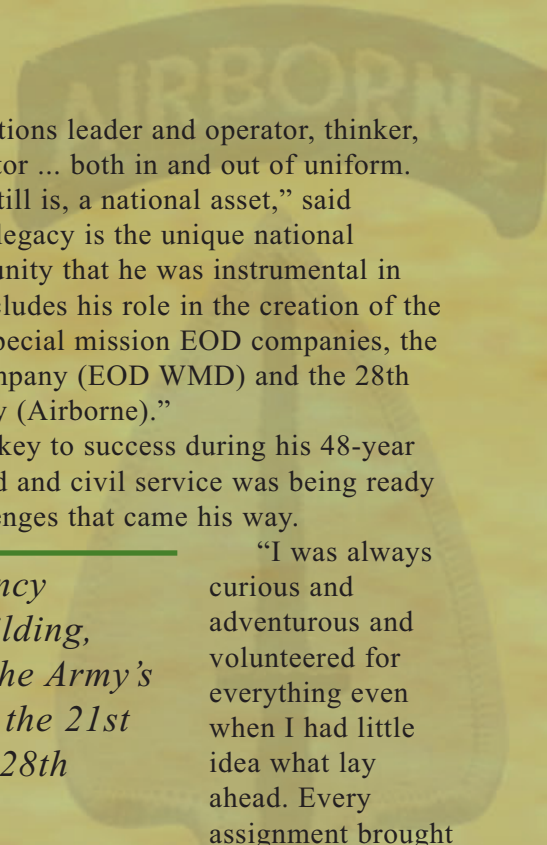 AIRBORNE
tions leader and operator, thinker,
tor ... both in and out of uniform.
till is, a national asset,” said
legacy is the unique national
unity that he was instrumental in
cludes his role in the creation of the
pecial mission EOD companies, the
mpany (EOD WMD) and the 28th
y (Airborne).”
key to success during his 48-year
d and civil service was being ready
enges that came his way.
“I was always
curious and
adventurous and
volunteered for
everything even
when I had little
idea what lay
ahead. Every
assignment brought
ncy
lding,
he Army’s
the 21st
28th